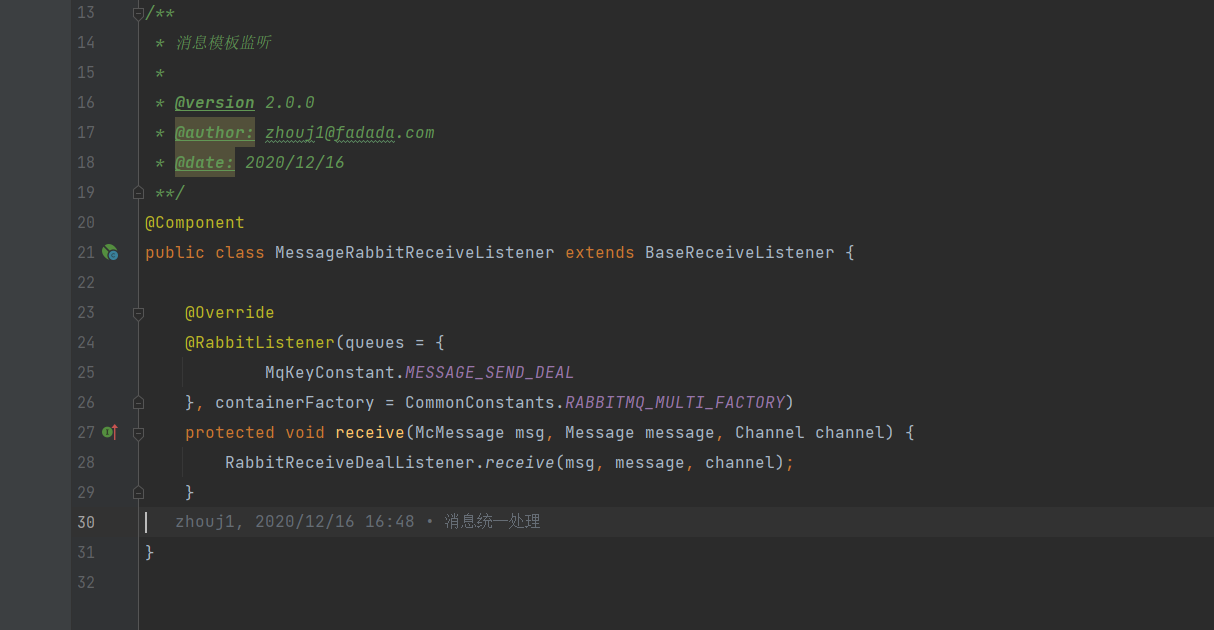 13 /**
14 * 消息模板监听
15 *
16 * @version 2.0.0
17 * @author: zhouj1@fadada.com
18 * @date: 2020/12/16
19 **/
20 @Component
21 public class MessageRabbitReceiveListener extends BaseReceiveListener {
22
23 @Override
24 @RabbitListener(queues = {
25 MqKeyConstant.MESSAGE_SEND_DEAL
26 }, containerFactory = CommonConstants.RABBITMQ_MULTI_FACTORY)
27 protected void receive(McMessage msg, Message message, Channel channel) {
28 RabbitReceiveDealListener.receive(msg, message, channel);
29 }
30 zhouj1, 2020/12/16 16:48 • 消息统一处理
31 }
32